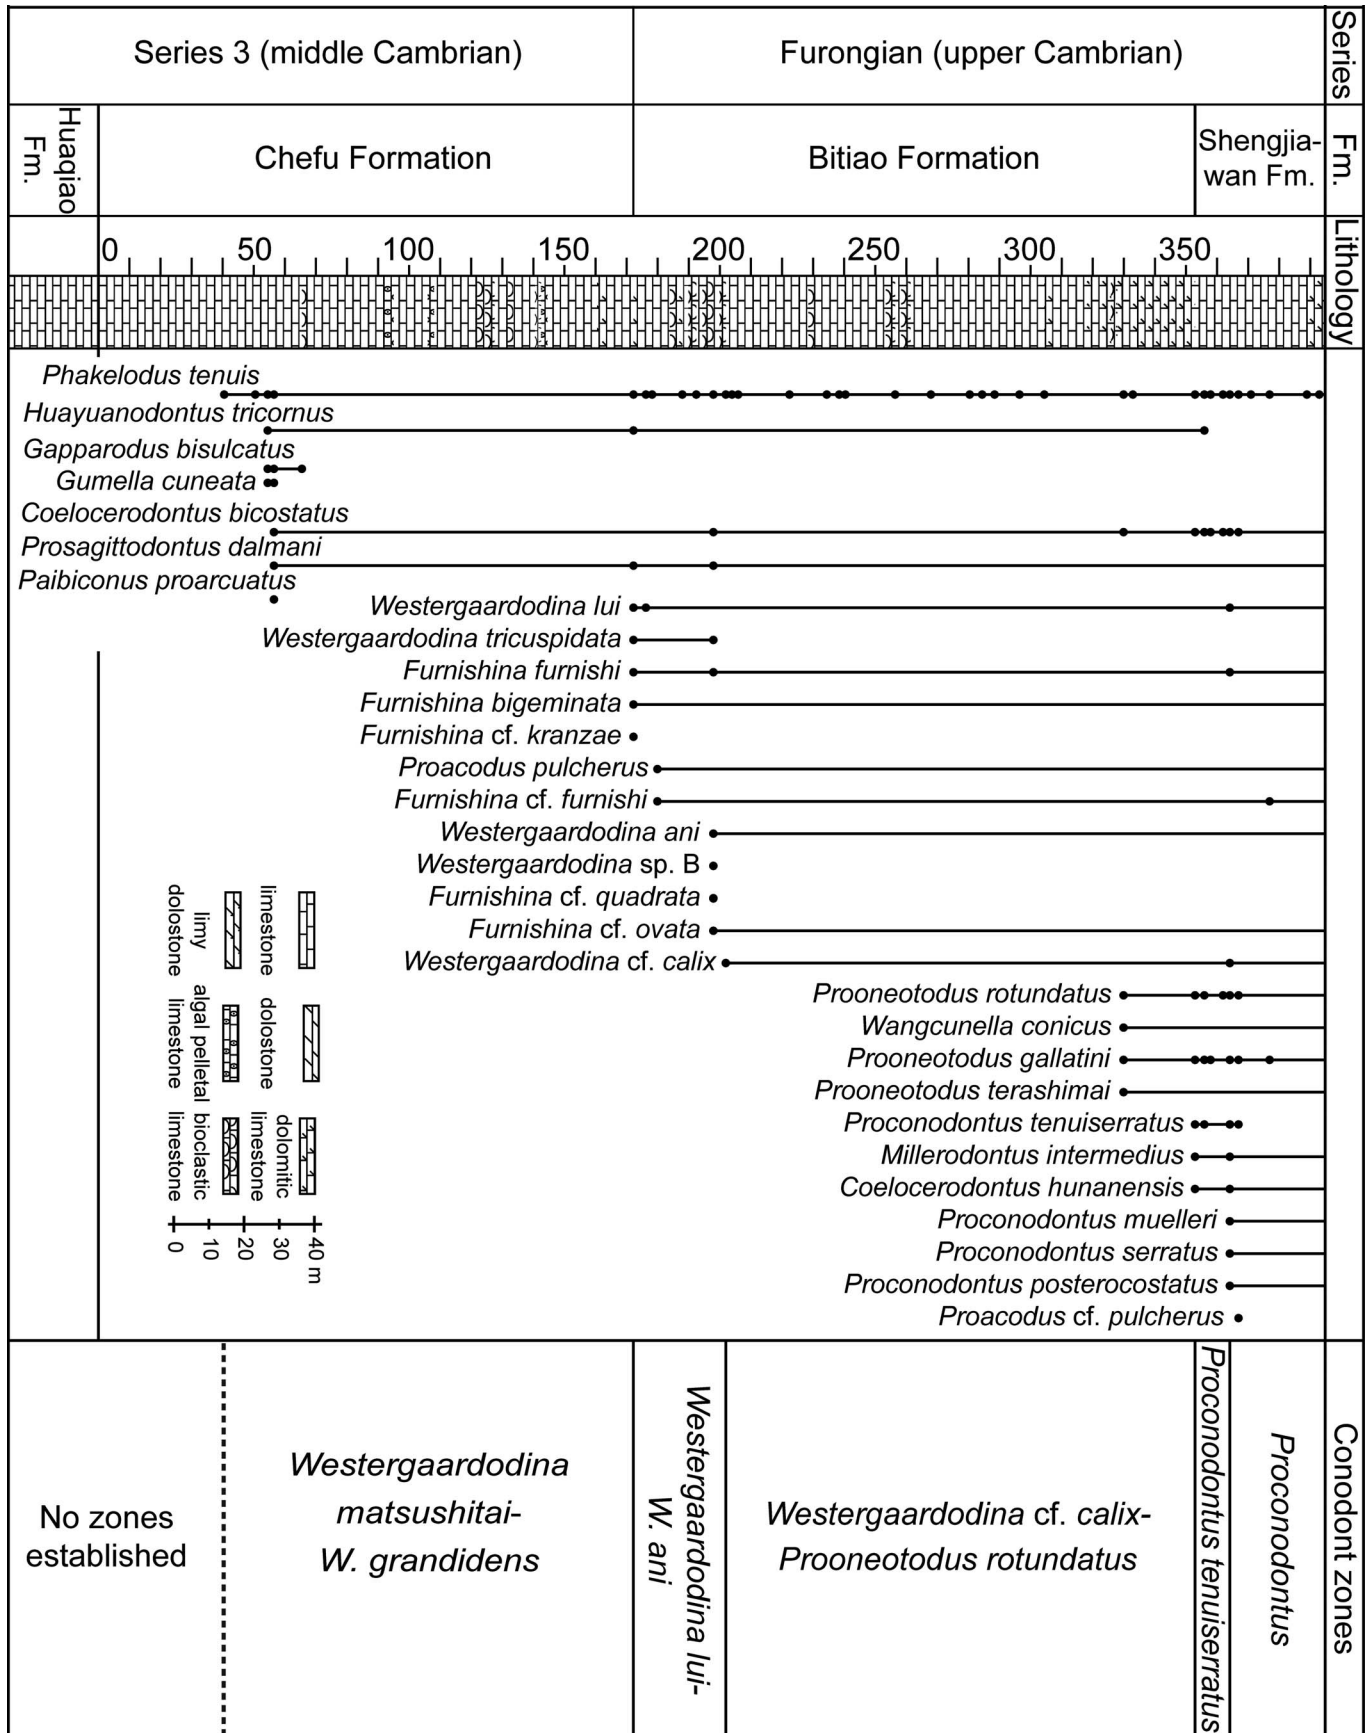 Series 3 (middle Cambrian)
Furongian (upper Cambrian)
Series
Huaqiao
Fm.
Chefu Formation
Bitiao Formation
Shengjia-
wan Fm.
Fm.
0 50 100 150 200 250 300 350
Lithology
Phakelodus tenuis
Huayuanodontus tricornus
Gapparodus bisulcatus
Gumella cuneata
Coelocerodontus bicostatus
Prosagittodontus dalmani
Paibiconus proarcuatus
Westergaardodina lui
Westergaardodina tricuspidata
Furnishina furnishi
Furnishina bigeminata
Furnishina cf. kranzae
Proacodus pulcherus
Furnishina cf. furnishi
Westergaardodina ani
Westergaardodina sp. B
Furnishina cf. quadrata
Furnishina cf. ovata
Westergaardodina cf. calix
Prooneotodus rotundatus
Wangcunella conicus
Prooneotodus gallatini
Prooneotodus terashimai
Proconodontus tenuiserratus
Millerodontus intermedius
Coelocerodontus hunanensis
Proconodontus muelleri
Proconodontus serratus
Proconodontus posterocostatus
Proacodus cf. pulcherus
limestone
dolostone
dolomitic
limestone
limy
dolostone
algal pelletal
limestone
bioclastic
limestone
0 10 20 30 40 m
No zones
established
Westergaardodina
matsushitai-
W. grandidens
Westergaardodina lui-
W. ani
Westergaardodina cf. calix-
Prooneotodus rotundatus
Proconodontus tenuiserratus
Proconodontus
Conodont zones